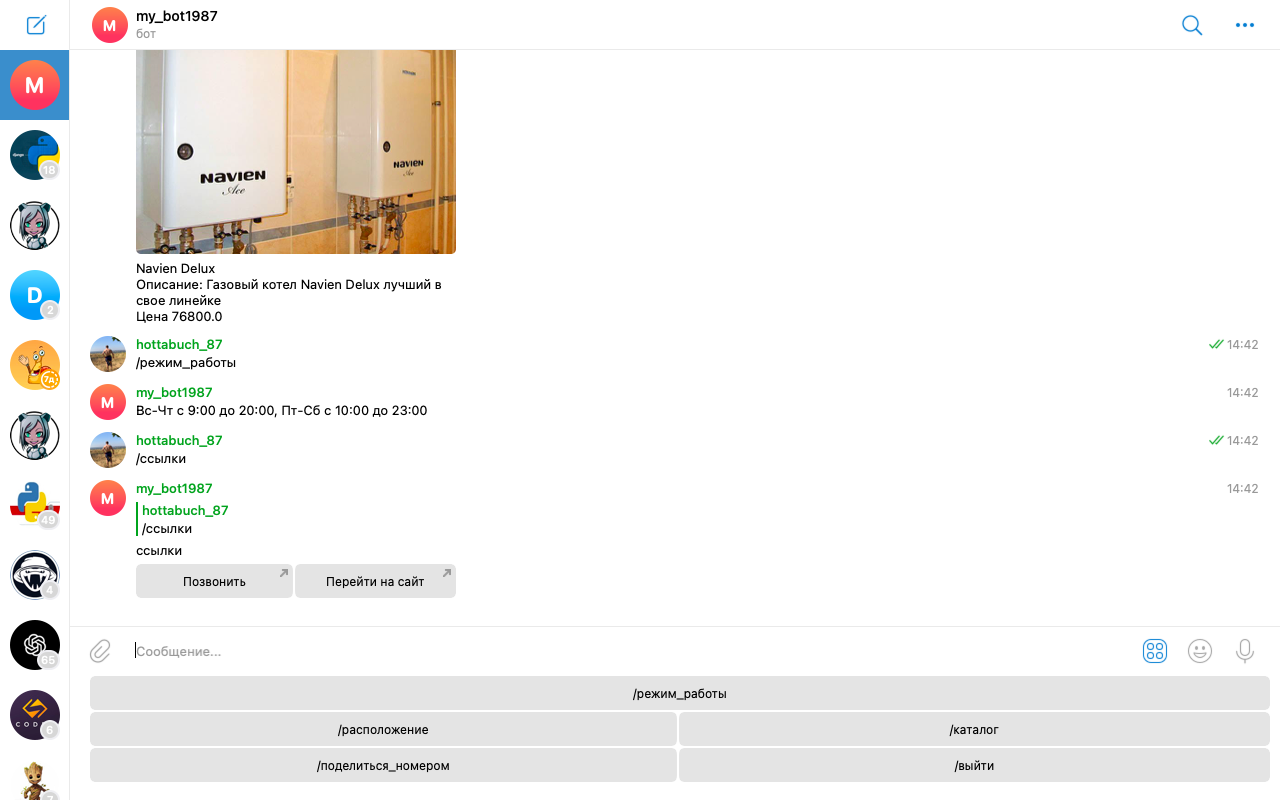 my_bot1987
бот
M
M
django
18
D
2
7д
49
4
65
CODE
6
7
NAVIEN
Ace
NAVIEN
Ace
Navien Delux
Описание: Газовый котел Navien Delux лучший в
свое линейке
Цена 76800.0
hottabuch_87
14:42
/режим_работы
M
my_bot1987
14:42
Вс-Чт с 9:00 до 20:00, Пт-Сб с 10:00 до 23:00
hottabuch_87
14:42
/ссылки
M
my_bot1987
14:42
hottabuch_87
/ссылки
ссылки
Позвонить
Перейти на сайт
Сообщение...
/режим_работы
/расположение
/каталог
/поделиться_номером
/выйти